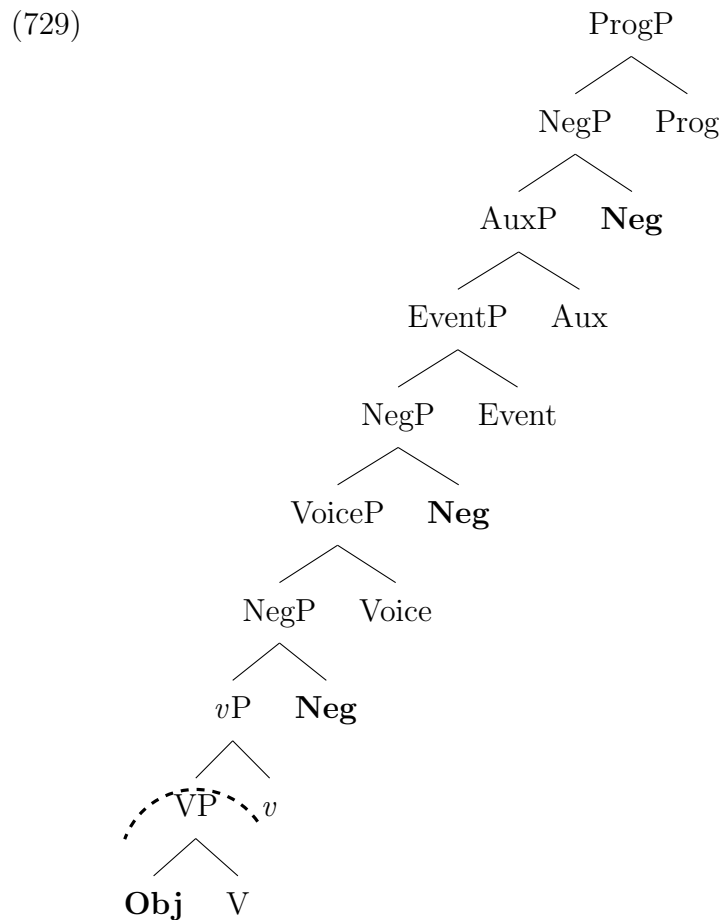 (729) ProgP
NegP Prog
AuxP Neg
EventP Aux
NegP Event
VoiceP Neg
NegP Voice
vP Neg
VP v
Obj V